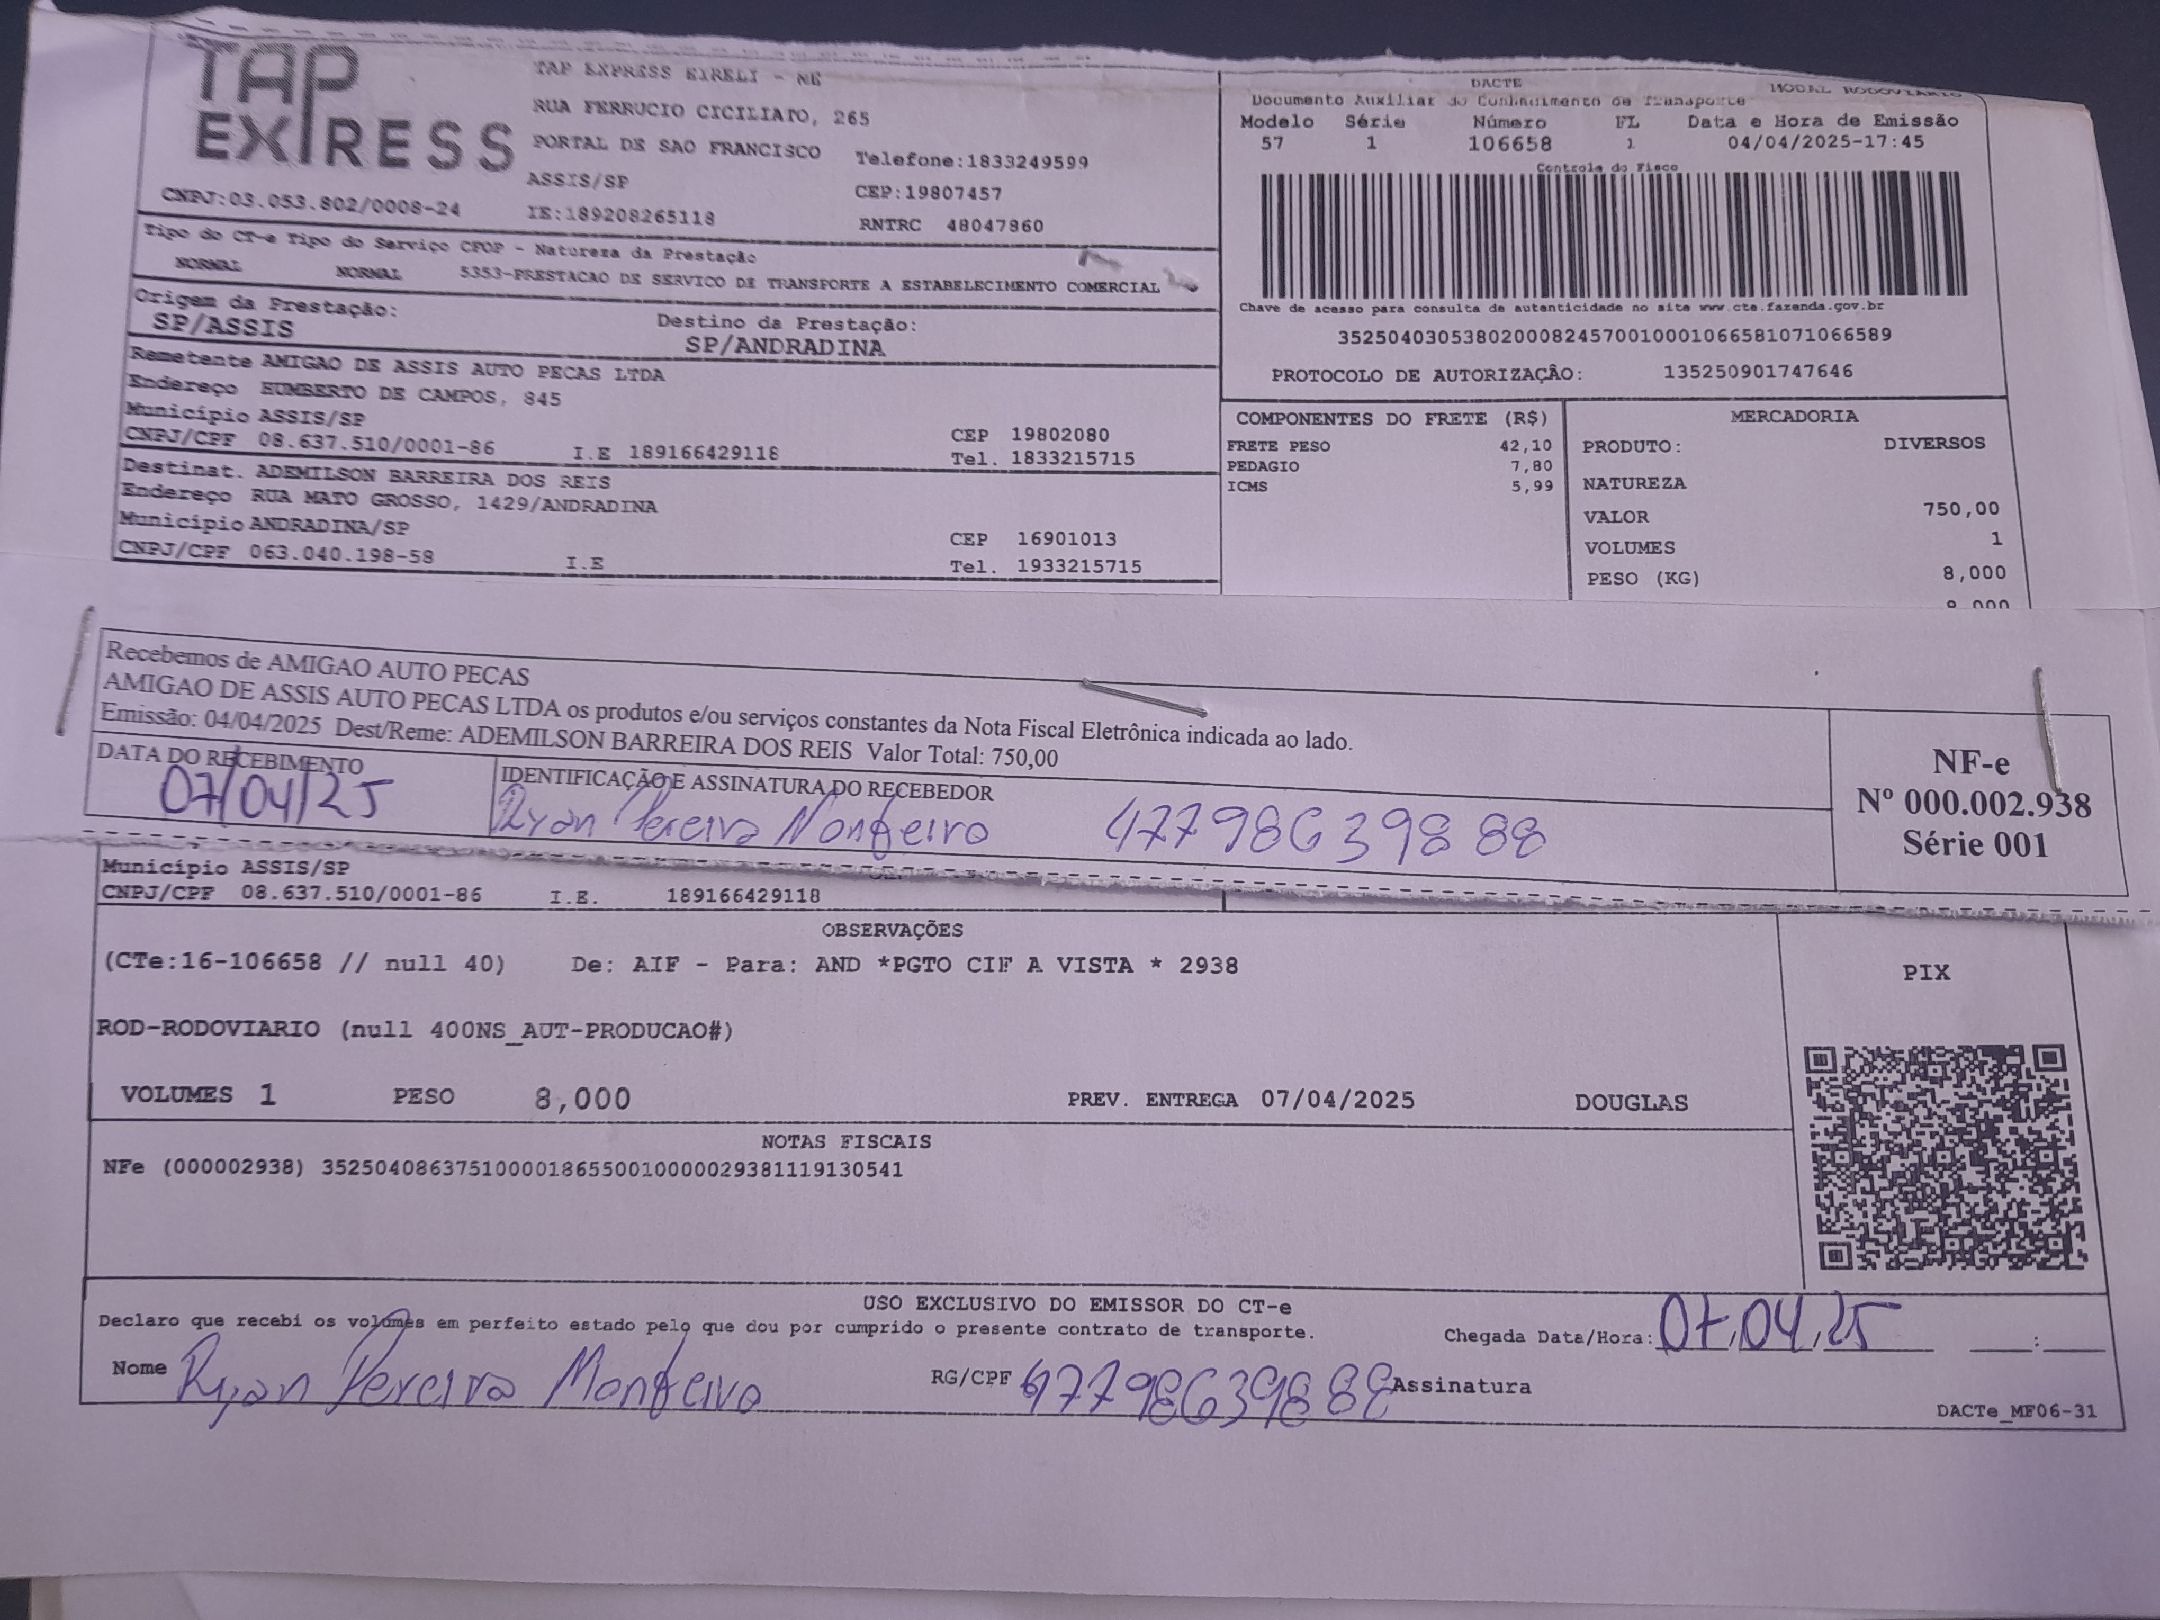 TAP
EXPRESS
TAP EXPRESS EIRELI - ME
RUA FERRUCIO CICILIATO, 265
PORTAL DE SAO FRANCISCO Telefone:1833249599
ASSIS/SP CEP:19807457
CNPJ:03.053.802/0008-24 IE:189208265118 RNTRC 48047860
Tipo do CT-e Tipo do Serviço CFOP - Natureza da Prestação
NORMAL NORMAL 5353-PRESTACAO DE SERVICO DE TRANSPORTE A ESTABELECIMENTO COMERCIAL
Origem da Prestação: Destino da Prestação:
SP/ASSIS SP/ANDRADINA
Remetente AMIGAO DE ASSIS AUTO PECAS LTDA
Endereço HUMBERTO DE CAMPOS, 845
Município ASSIS/SP CEP 19802080
CNPJ/CPF 08.637.510/0001-86 I.E 189166429118 Tel. 1833215715
Destinat. ADEMILSON BARREIRA DOS REIS
Endereço RUA MATO GROSSO, 1429/ANDRADINA
Município ANDRADINA/SP CEP 16901013
CNPJ/CPF 063.040.198-58 I.E Tel. 1933215715
DACTE MODAL RODOVIARIO
Documento Auxiliar do Conhecimento de Transporte
Modelo Série Número FL Data e Hora de Emissão
57 1 106658 1 04/04/2025-17:45
Controle do Fisco
Chave de acesso para consulta de autenticidade no site www.cte.fazenda.gov.br
35250403053802000824570010001066581071066589
PROTOCOLO DE AUTORIZAÇÃO: 135250901747646
COMPONENTES DO FRETE (R$)
FRETE PESO 42,10
PEDAGIO 7,80
ICMS 5,99
MERCADORIA
PRODUTO: DIVERSOS
NATUREZA
VALOR 750,00
VOLUMES 1
PESO (KG) 8,000
Recebemos de AMIGAO AUTO PECAS
AMIGAO DE ASSIS AUTO PECAS LTDA os produtos e/ou serviços constantes da Nota Fiscal Eletrônica indicada ao lado.
Emissão: 04/04/2025 Dest/Reme: ADEMILSON BARREIRA DOS REIS Valor Total: 750,00
DATA DO RECEBIMENTO IDENTIFICAÇÃO E ASSINATURA DO RECEBEDOR
07/04/25 Ryan Pereira Monteiro 47798639888
NF-e
Nº 000.002.938
Série 001
Município ASSIS/SP
CNPJ/CPF 08.637.510/0001-86 I.E. 189166429118
OBSERVAÇÕES
(CTe:16-106658 // null 40) De: AIF - Para: AND *PGTO CIF A VISTA * 2938
PIX
ROD-RODOVIARIO (null 400NS_AUT-PRODUCAO#)
VOLUMES 1 PESO 8,000 PREV. ENTREGA 07/04/2025 DOUGLAS
NOTAS FISCAIS
NFe (000002938) 35250408637510000186550010000029381119130541
USO EXCLUSIVO DO EMISSOR DO CT-e
Declaro que recebi os volumes em perfeito estado pelo que dou por cumprido o presente contrato de transporte. Chegada Data/Hora: 07,04,25 :
Nome Ryan Pereira Monteiro RG/CPF 47798639888 Assinatura
DACTe_MF06-31